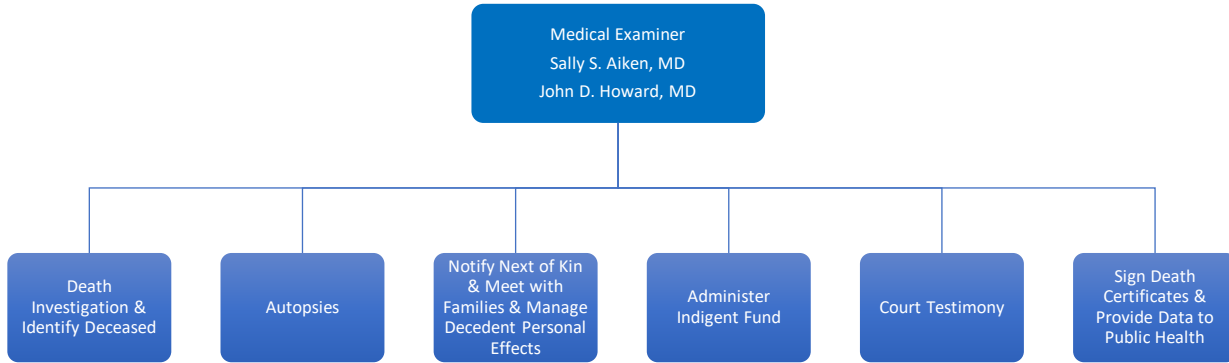 Medical Examiner
Sally S. Aiken, MD
John D. Howard, MD
Death
Investigation &
Identify Deceased
Autopsies
Notify Next of Kin
& Meet with
Families & Manage
Decedent Personal
Effects
Administer
Indigent Fund
Court Testimony
Sign Death
Certificates &
Provide Data to
Public Health